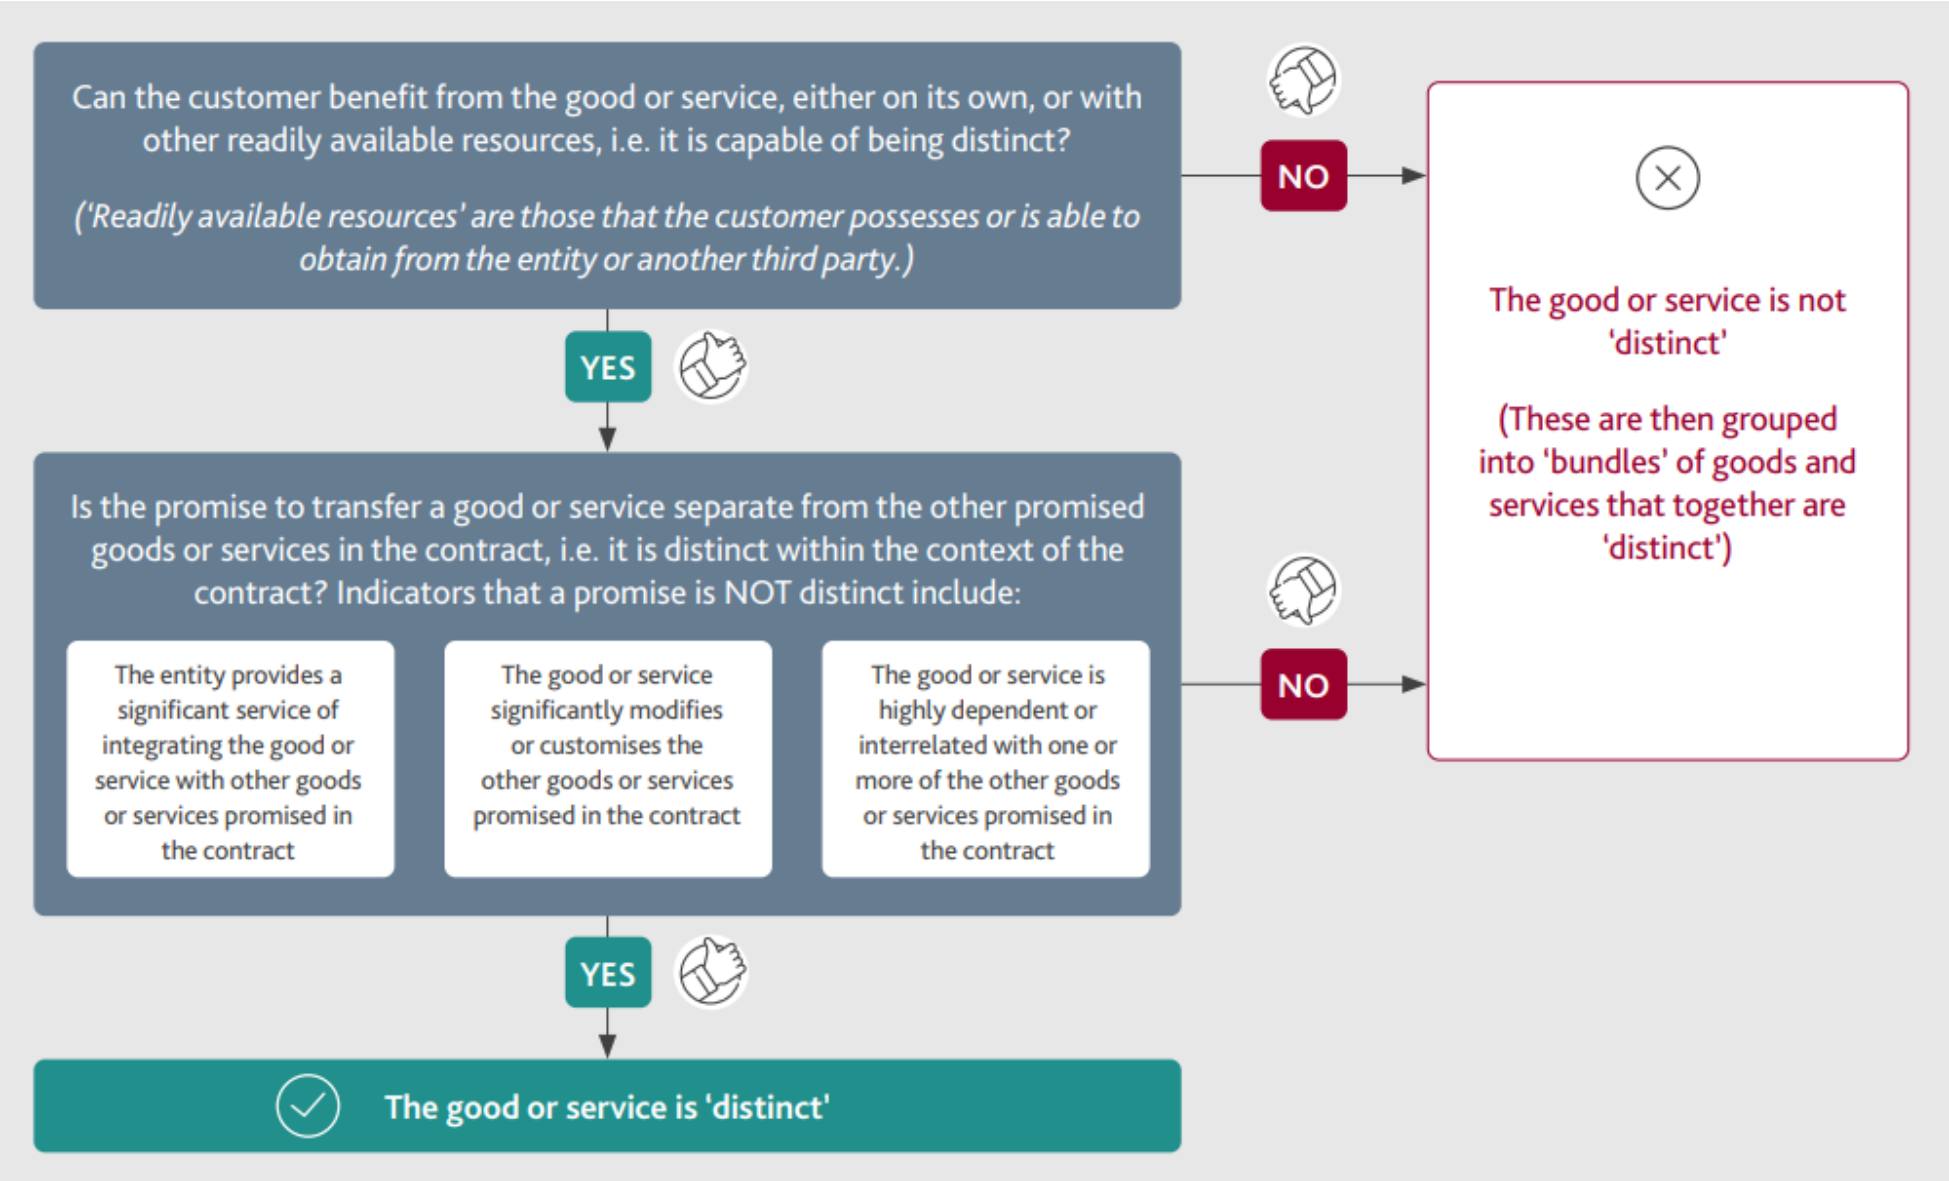 Can the customer benefit from the good or service, either on its own, or with
other readily available resources, i.e. it is capable of being distinct?
(‘Readily available resources’ are those that the customer possesses or is able to
obtain from the entity or another third party.)
NO
The good or service is not
‘distinct’
(These are then grouped
into ‘bundles’ of goods and
services that together are
‘distinct’)
YES
Is the promise to transfer a good or service separate from the other promised
goods or services in the contract, i.e. it is distinct within the context of the
contract? Indicators that a promise is NOT distinct include:
The entity provides a
significant service of
integrating the good or
service with other goods
or services promised in
the contract
The good or service
significantly modifies
or customises the
other goods or services
promised in the contract
The good or service is
highly dependent or
interrelated with one or
more of the other goods
or services promised in
the contract
NO
YES
The good or service is ‘distinct’